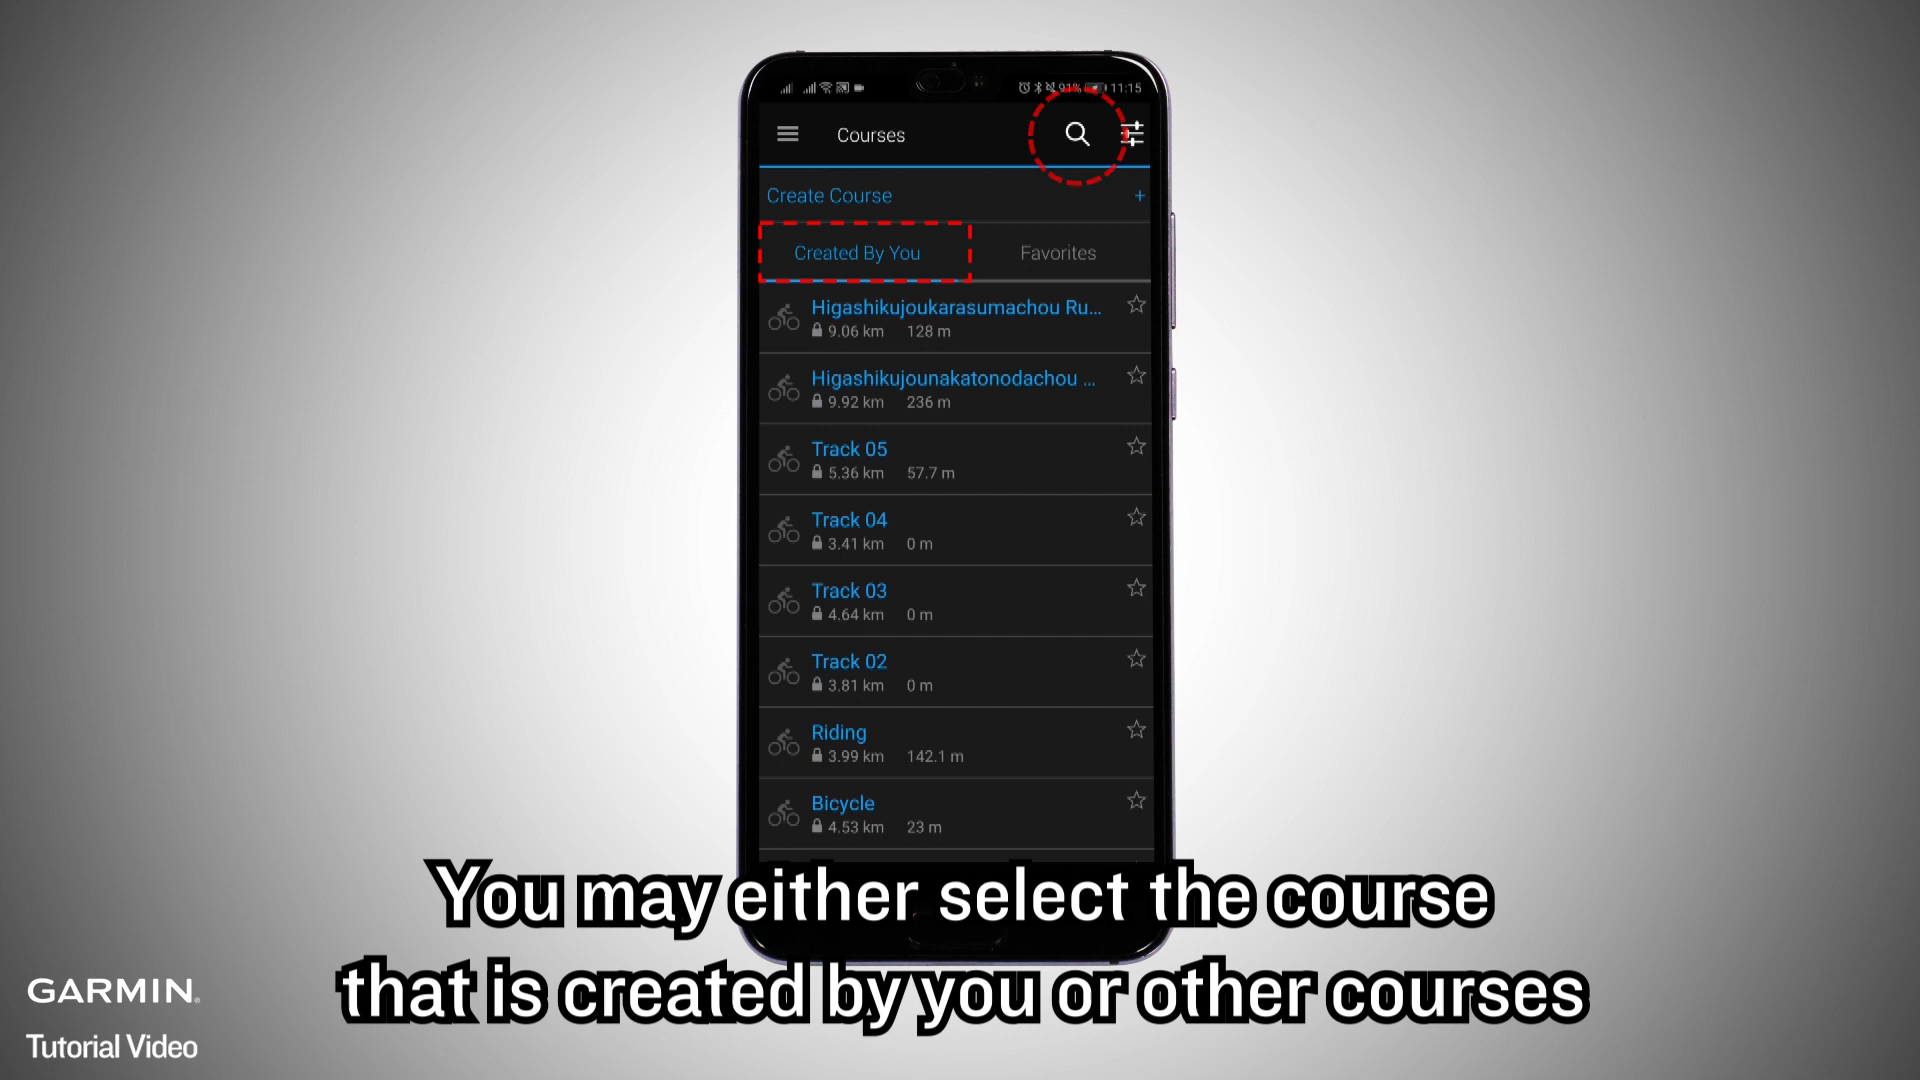 91% 11:15
Courses
Create Course +
Created By You Favorites
Higashikujoukarasumachou Ru...
9.06 km 128 m
Higashikujounakatonodachou ...
9.92 km 236 m
Track 05
5.36 km 57.7 m
Track 04
3.41 km 0 m
Track 03
4.64 km 0 m
Track 02
3.81 km 0 m
Riding
3.99 km 142.1 m
Bicycle
4.53 km 23 m
You may either select the course
that is created by you or other courses
GARMIN®
Tutorial Video